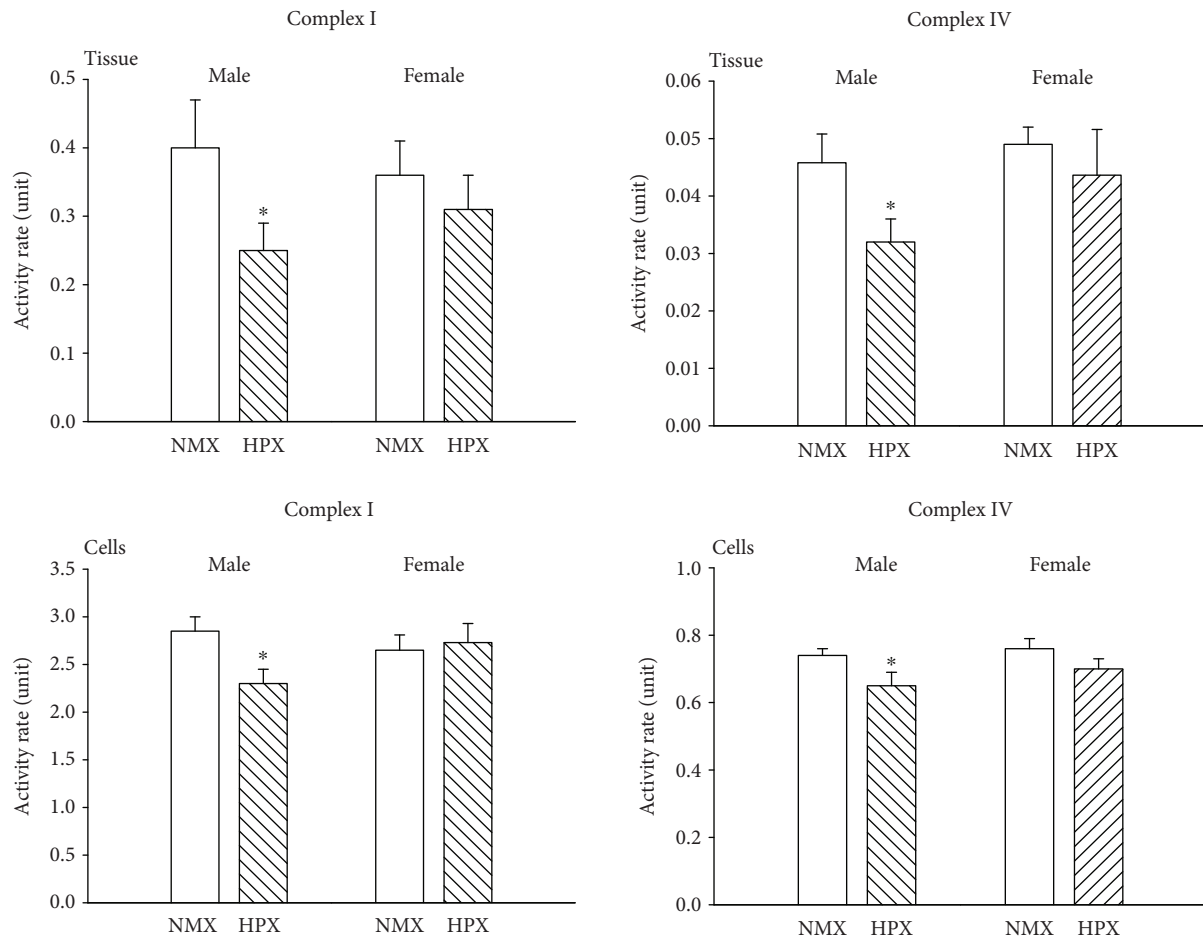 Complex I
Tissue
Male Female
Activity rate (unit)
0.5
0.4
0.3
0.2
0.1
0.0
*
NMX HPX NMX HPX
Complex IV
Tissue
Male Female
Activity rate (unit)
0.06
0.05
0.04
0.03
0.02
0.01
0.00
*
NMX HPX NMX HPX
Complex I
Cells
Male Female
Activity rate (unit)
3.5
3.0
2.5
2.0
1.5
1.0
0.5
0.0
*
NMX HPX NMX HPX
Complex IV
Cells
Male Female
Activity rate (unit)
1.0
0.8
0.6
0.4
0.2
0.0
*
NMX HPX NMX HPX